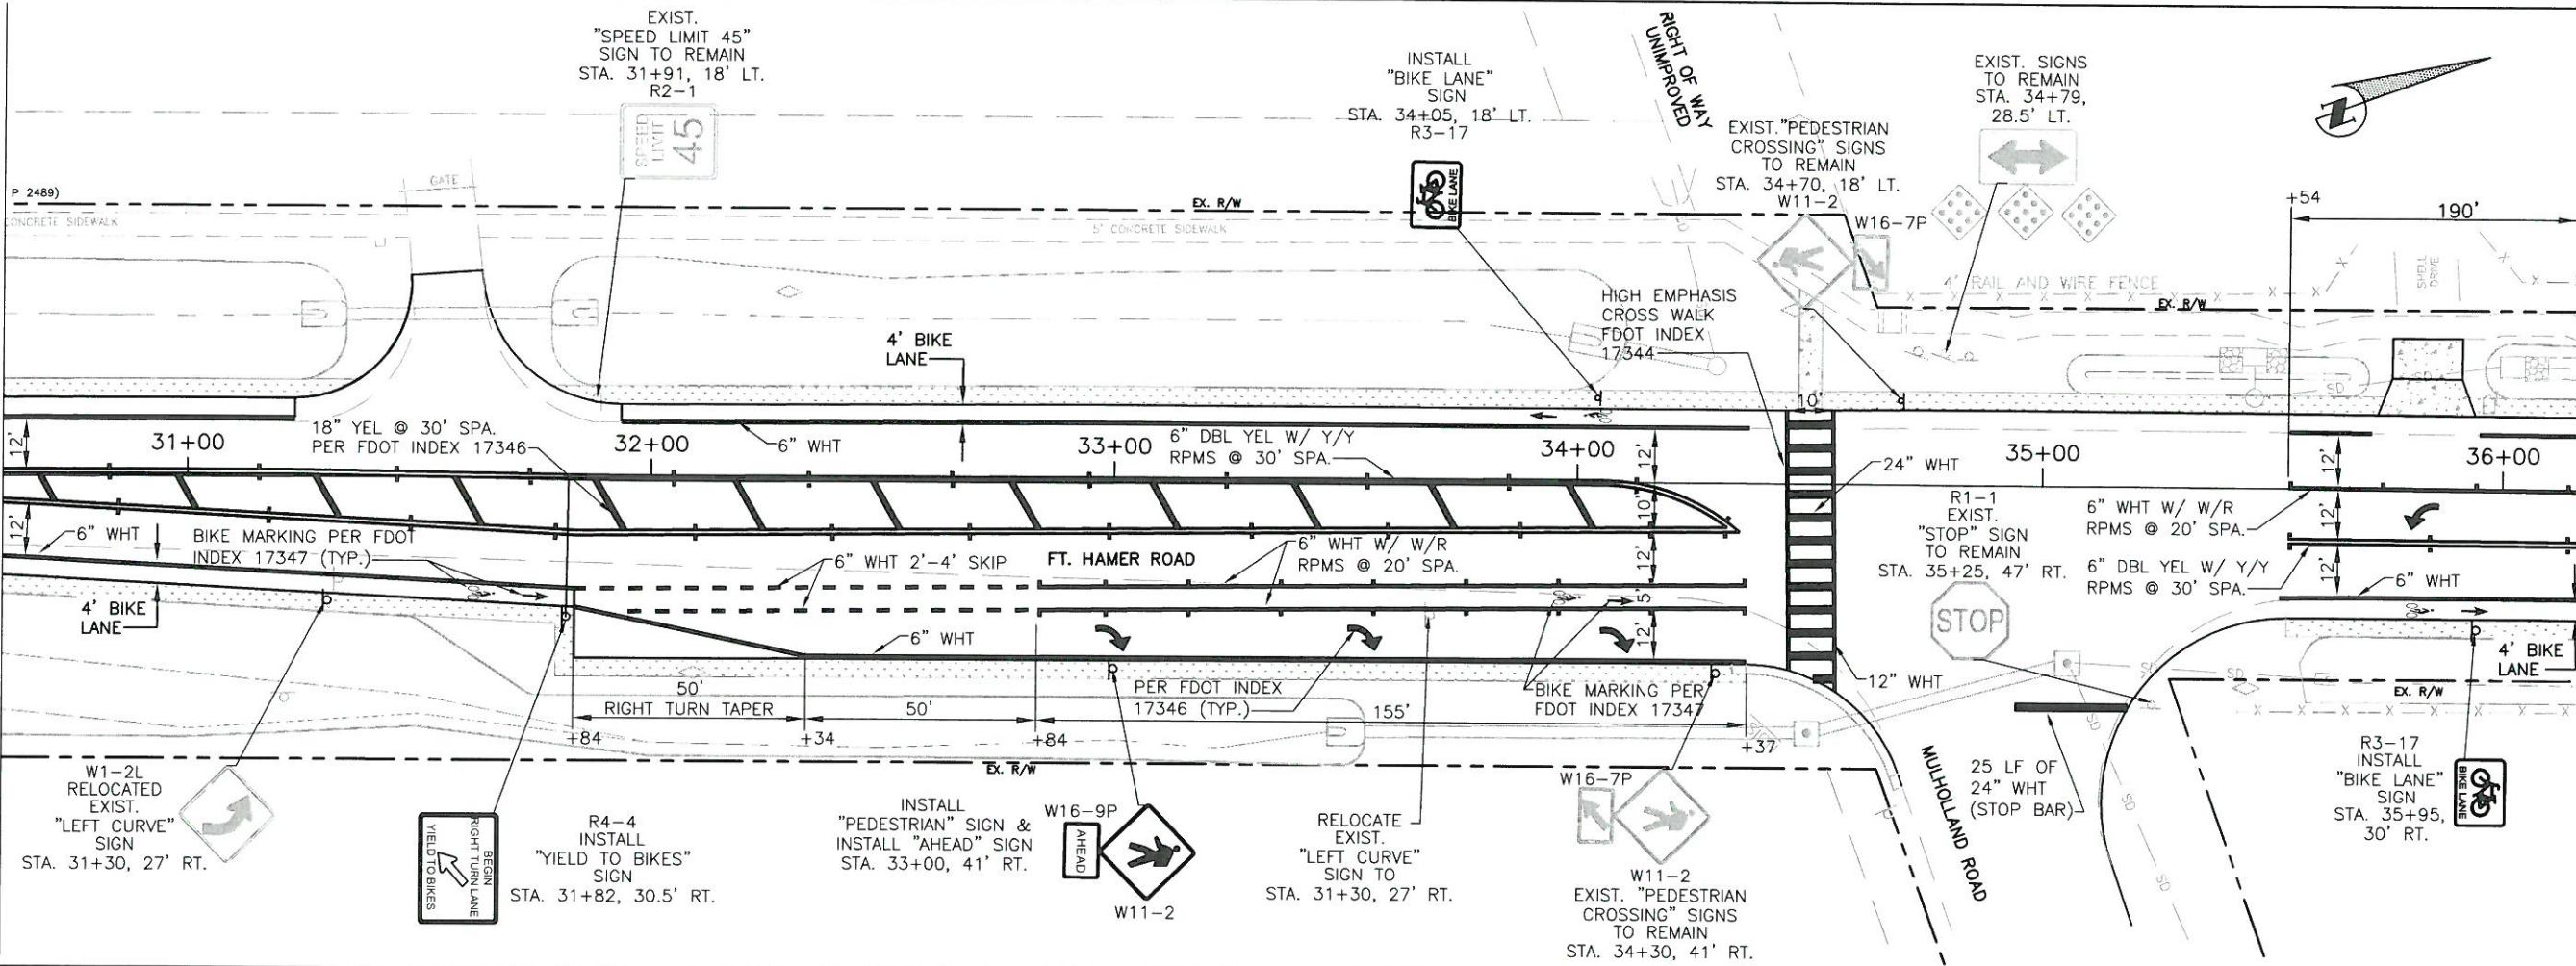 EXIST.
"SPEED LIMIT 45"
SIGN TO REMAIN
STA. 31+91, 18' LT.
R2-1
SPEED
LIMIT
45
INSTALL
"BIKE LANE"
SIGN
STA. 34+05, 18' LT.
R3-17
BIKE LANE
RIGHT OF WAY
UNIMPROVED
EXIST. "PEDESTRIAN
CROSSING" SIGNS
TO REMAIN
STA. 34+70, 18' LT.
W11-2
W16-7P
EXIST. SIGNS
TO REMAIN
STA. 34+79,
28.5' LT.
N
P 2489)
GATE
EX. R/W
CONCRETE SIDEWALK
5' CONCRETE SIDEWALK
SD
+54
190'
4' RAIL AND WIRE FENCE
EX. R/W
SHELL
DRIVE
HIGH EMPHASIS
CROSS WALK
FDOT INDEX
17344
4' BIKE
LANE
SD
SD
10'
12'
31+00
18" YEL @ 30' SPA.
PER FDOT INDEX 17346
32+00
6" WHT
33+00
6" DBL YEL W/ Y/Y
RPMS @ 30' SPA.
34+00
12'
24" WHT
35+00
12'
36+00
12'
6" WHT
BIKE MARKING PER FDOT
INDEX 17347 (TYP.)
6" WHT 2'-4' SKIP
FT. HAMER ROAD
6" WHT W/ W/R
RPMS @ 20' SPA.
10'
12'
5'
12'
R1-1
EXIST.
"STOP" SIGN
TO REMAIN
STA. 35+25, 47' RT.
STOP
6" WHT W/ W/R
RPMS @ 20' SPA.
6" DBL YEL W/ Y/Y
RPMS @ 30' SPA.
12'
12'
6" WHT
4' BIKE
LANE
6" WHT
50'
RIGHT TURN TAPER
50'
PER FDOT INDEX
17346 (TYP.)
155'
BIKE MARKING PER
FDOT INDEX 17347
12" WHT
SD
SD
SD
4' BIKE
LANE
EX. R/W
+84
+34
+84
+37
EX. R/W
W1-2L
RELOCATED
EXIST.
"LEFT CURVE"
SIGN
STA. 31+30, 27' RT.
BEGIN
RIGHT TURN LANE
YIELD TO BIKES
R4-4
INSTALL
"YIELD TO BIKES"
SIGN
STA. 31+82, 30.5' RT.
INSTALL
"PEDESTRIAN" SIGN &
INSTALL "AHEAD" SIGN
STA. 33+00, 41' RT.
W16-9P
AHEAD
W11-2
RELOCATE
EXIST.
"LEFT CURVE"
SIGN TO
STA. 31+30, 27' RT.
W16-7P
W11-2
EXIST. "PEDESTRIAN
CROSSING" SIGNS
TO REMAIN
STA. 34+30, 41' RT.
MULHOLLAND ROAD
25 LF OF
24" WHT
(STOP BAR)
SD
SD
R3-17
INSTALL
"BIKE LANE"
SIGN
STA. 35+95,
30' RT.
BIKE LANE